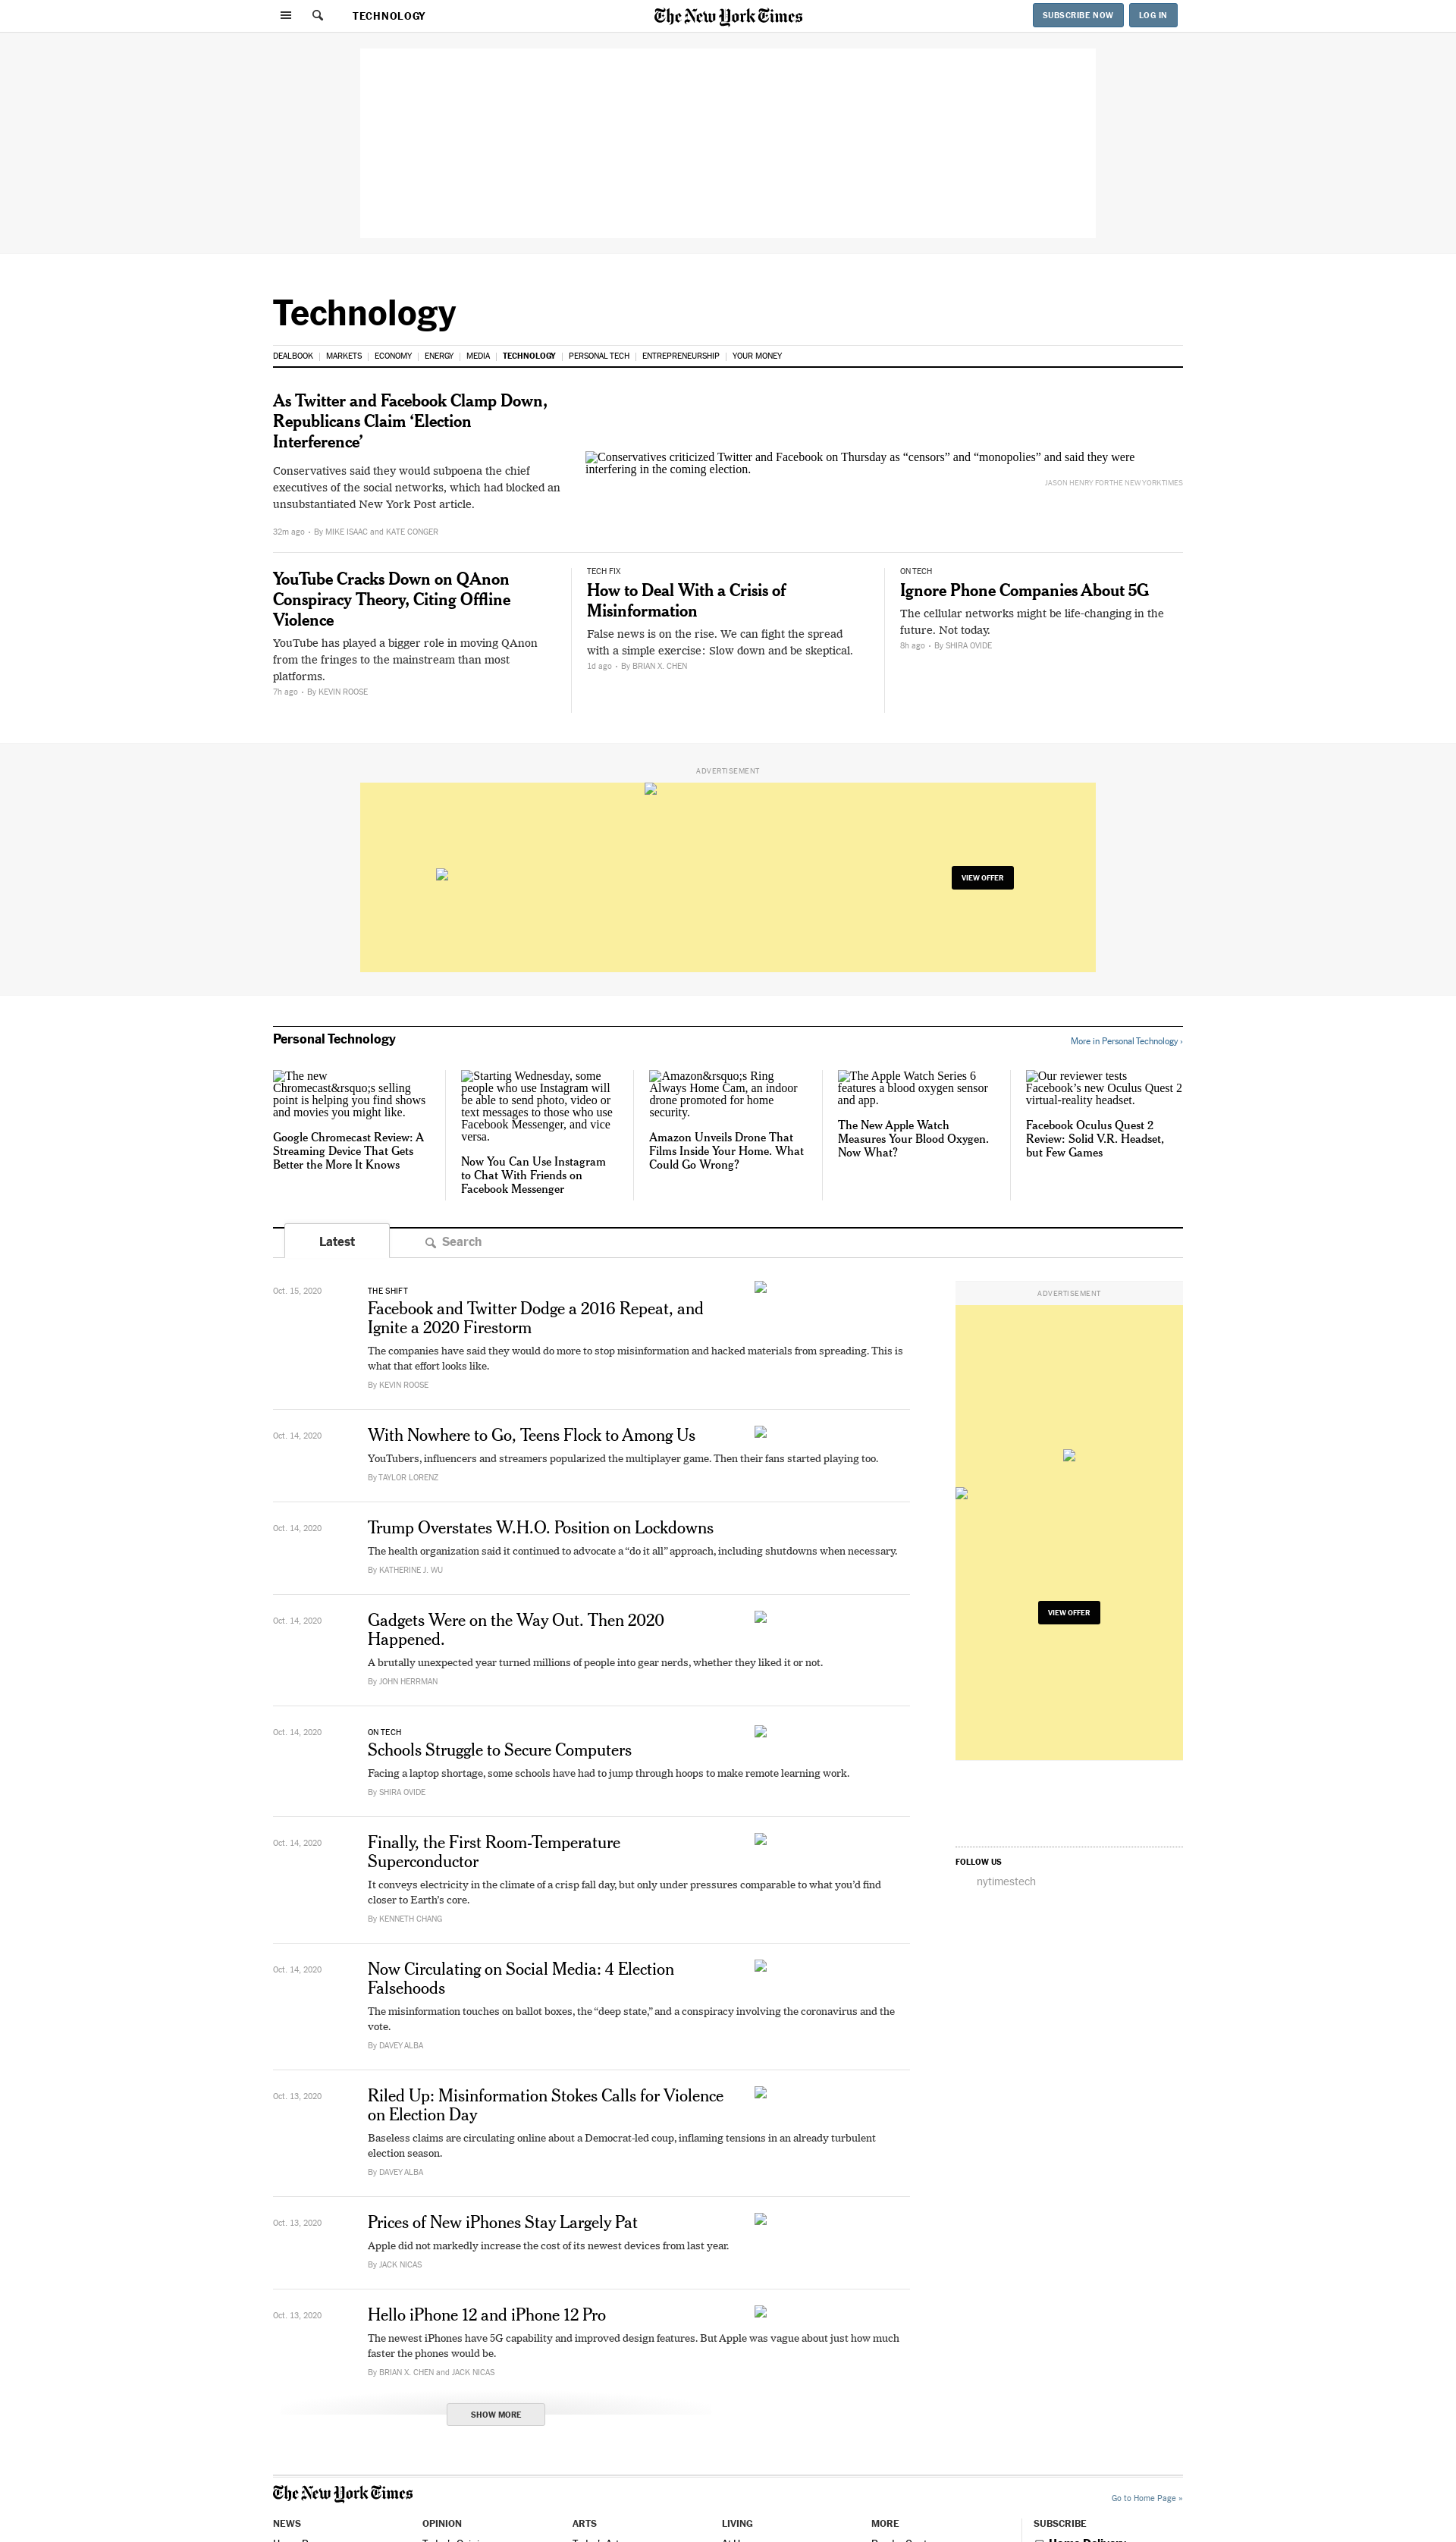 TECHNOLOGY
The New York Times
SUBSCRIBE NOW
LOG IN
Technology
DEALBOOK
MARKETS
ECONOMY
ENERGY
MEDIA
TECHNOLOGY
PERSONAL TECH
ENTREPRENEURSHIP
YOUR MONEY
As Twitter and Facebook Clamp Down,
Republicans Claim ‘Election
Interference’
Conservatives said they would subpoena the chief
executives of the social networks, which had blocked an
unsubstantiated New York Post article.
32m ago • By MIKE ISAAC and KATE CONGER
Conservatives criticized Twitter and Facebook on Thursday as “censors” and “monopolies” and said they were
interfering in the coming election.
JASON HENRY FOR THE NEW YORK TIMES
YouTube Cracks Down on QAnon
Conspiracy Theory, Citing Offline
Violence
YouTube has played a bigger role in moving QAnon
from the fringes to the mainstream than most
platforms.
7h ago • By KEVIN ROOSE
TECH FIX
How to Deal With a Crisis of
Misinformation
False news is on the rise. We can fight the spread
with a simple exercise: Slow down and be skeptical.
1d ago • By BRIAN X. CHEN
ON TECH
Ignore Phone Companies About 5G
The cellular networks might be life-changing in the
future. Not today.
8h ago • By SHIRA OVIDE
ADVERTISEMENT
VIEW OFFER
Personal Technology
More in Personal Technology ›
The new
Chromecast&rsquo;s selling
point is helping you find shows
and movies you might like.
Google Chromecast Review: A
Streaming Device That Gets
Better the More It Knows
Starting Wednesday, some
people who use Instagram will
be able to send photo, video or
text messages to those who use
Facebook Messenger, and vice
versa.
Now You Can Use Instagram
to Chat With Friends on
Facebook Messenger
Amazon&rsquo;s Ring
Always Home Cam, an indoor
drone promoted for home
security.
Amazon Unveils Drone That
Films Inside Your Home. What
Could Go Wrong?
The Apple Watch Series 6
features a blood oxygen sensor
and app.
The New Apple Watch
Measures Your Blood Oxygen.
Now What?
Our reviewer tests
Facebook’s new Oculus Quest 2
virtual-reality headset.
Facebook Oculus Quest 2
Review: Solid V.R. Headset,
but Few Games
Latest
Search
Oct. 15, 2020
THE SHIFT
Facebook and Twitter Dodge a 2016 Repeat, and
Ignite a 2020 Firestorm
The companies have said they would do more to stop misinformation and hacked materials from spreading. This is
what that effort looks like.
By KEVIN ROOSE
ADVERTISEMENT
Oct. 14, 2020
With Nowhere to Go, Teens Flock to Among Us
YouTubers, influencers and streamers popularized the multiplayer game. Then their fans started playing too.
By TAYLOR LORENZ
Oct. 14, 2020
Trump Overstates W.H.O. Position on Lockdowns
The health organization said it continued to advocate a “do it all” approach, including shutdowns when necessary.
By KATHERINE J. WU
VIEW OFFER
Oct. 14, 2020
Gadgets Were on the Way Out. Then 2020
Happened.
A brutally unexpected year turned millions of people into gear nerds, whether they liked it or not.
By JOHN HERRMAN
Oct. 14, 2020
ON TECH
Schools Struggle to Secure Computers
Facing a laptop shortage, some schools have had to jump through hoops to make remote learning work.
By SHIRA OVIDE
Oct. 14, 2020
Finally, the First Room-Temperature
Superconductor
It conveys electricity in the climate of a crisp fall day, but only under pressures comparable to what you’d find
closer to Earth’s core.
By KENNETH CHANG
FOLLOW US
nytimestech
Oct. 14, 2020
Now Circulating on Social Media: 4 Election
Falsehoods
The misinformation touches on ballot boxes, the “deep state,” and a conspiracy involving the coronavirus and the
vote.
By DAVEY ALBA
Oct. 13, 2020
Riled Up: Misinformation Stokes Calls for Violence
on Election Day
Baseless claims are circulating online about a Democrat-led coup, inflaming tensions in an already turbulent
election season.
By DAVEY ALBA
Oct. 13, 2020
Prices of New iPhones Stay Largely Pat
Apple did not markedly increase the cost of its newest devices from last year.
By JACK NICAS
Oct. 13, 2020
Hello iPhone 12 and iPhone 12 Pro
The newest iPhones have 5G capability and improved design features. But Apple was vague about just how much
faster the phones would be.
By BRIAN X. CHEN and JACK NICAS
SHOW MORE
The New York Times
Go to Home Page »
NEWS
OPINION
ARTS
LIVING
MORE
SUBSCRIBE